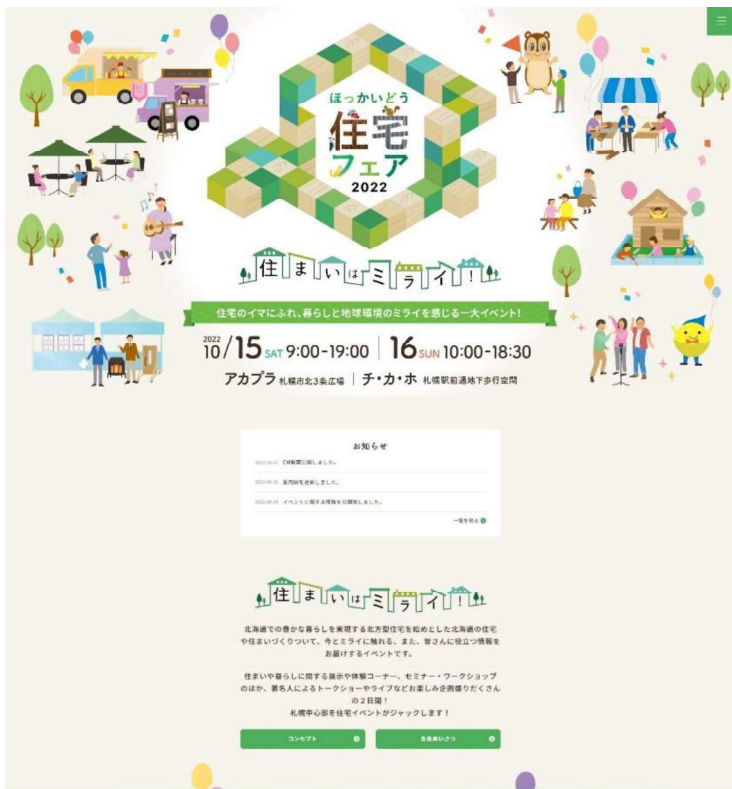 ほっかいどう
住宅
フェア
2022
住まいはミライ!
住宅のイマにふれ、暮らしと地球環境のミライを感じる一大イベント!
2022
10/15 SAT 9:00-19:00 | 16 SUN 10:00-18:30
アカプラ 札幌市北3条広場 | チ・カ・ホ 札幌駅前通地下歩行空間
お知らせ
CM動画公開しました。
案内図を更新しました。
イベントに関する情報を公開致しました。
一覧を見る
住まいはミライ!
北海道での豊かな暮らしを実現する北方型住宅を始めとした北海道の住宅
や住まいづくりついて、今とミライに触れる、また、皆さんに役立つ情報を
お届けするイベントです。
住まいや暮らしに関する展示や体験コーナー、セミナー・ワークショップ
のほか、著名人によるトークショーやライブなどお楽しみ企画盛りだくさん
の2日間!
札幌中心部を住宅イベントがジャックします!
コンセプト
会長あいさつ